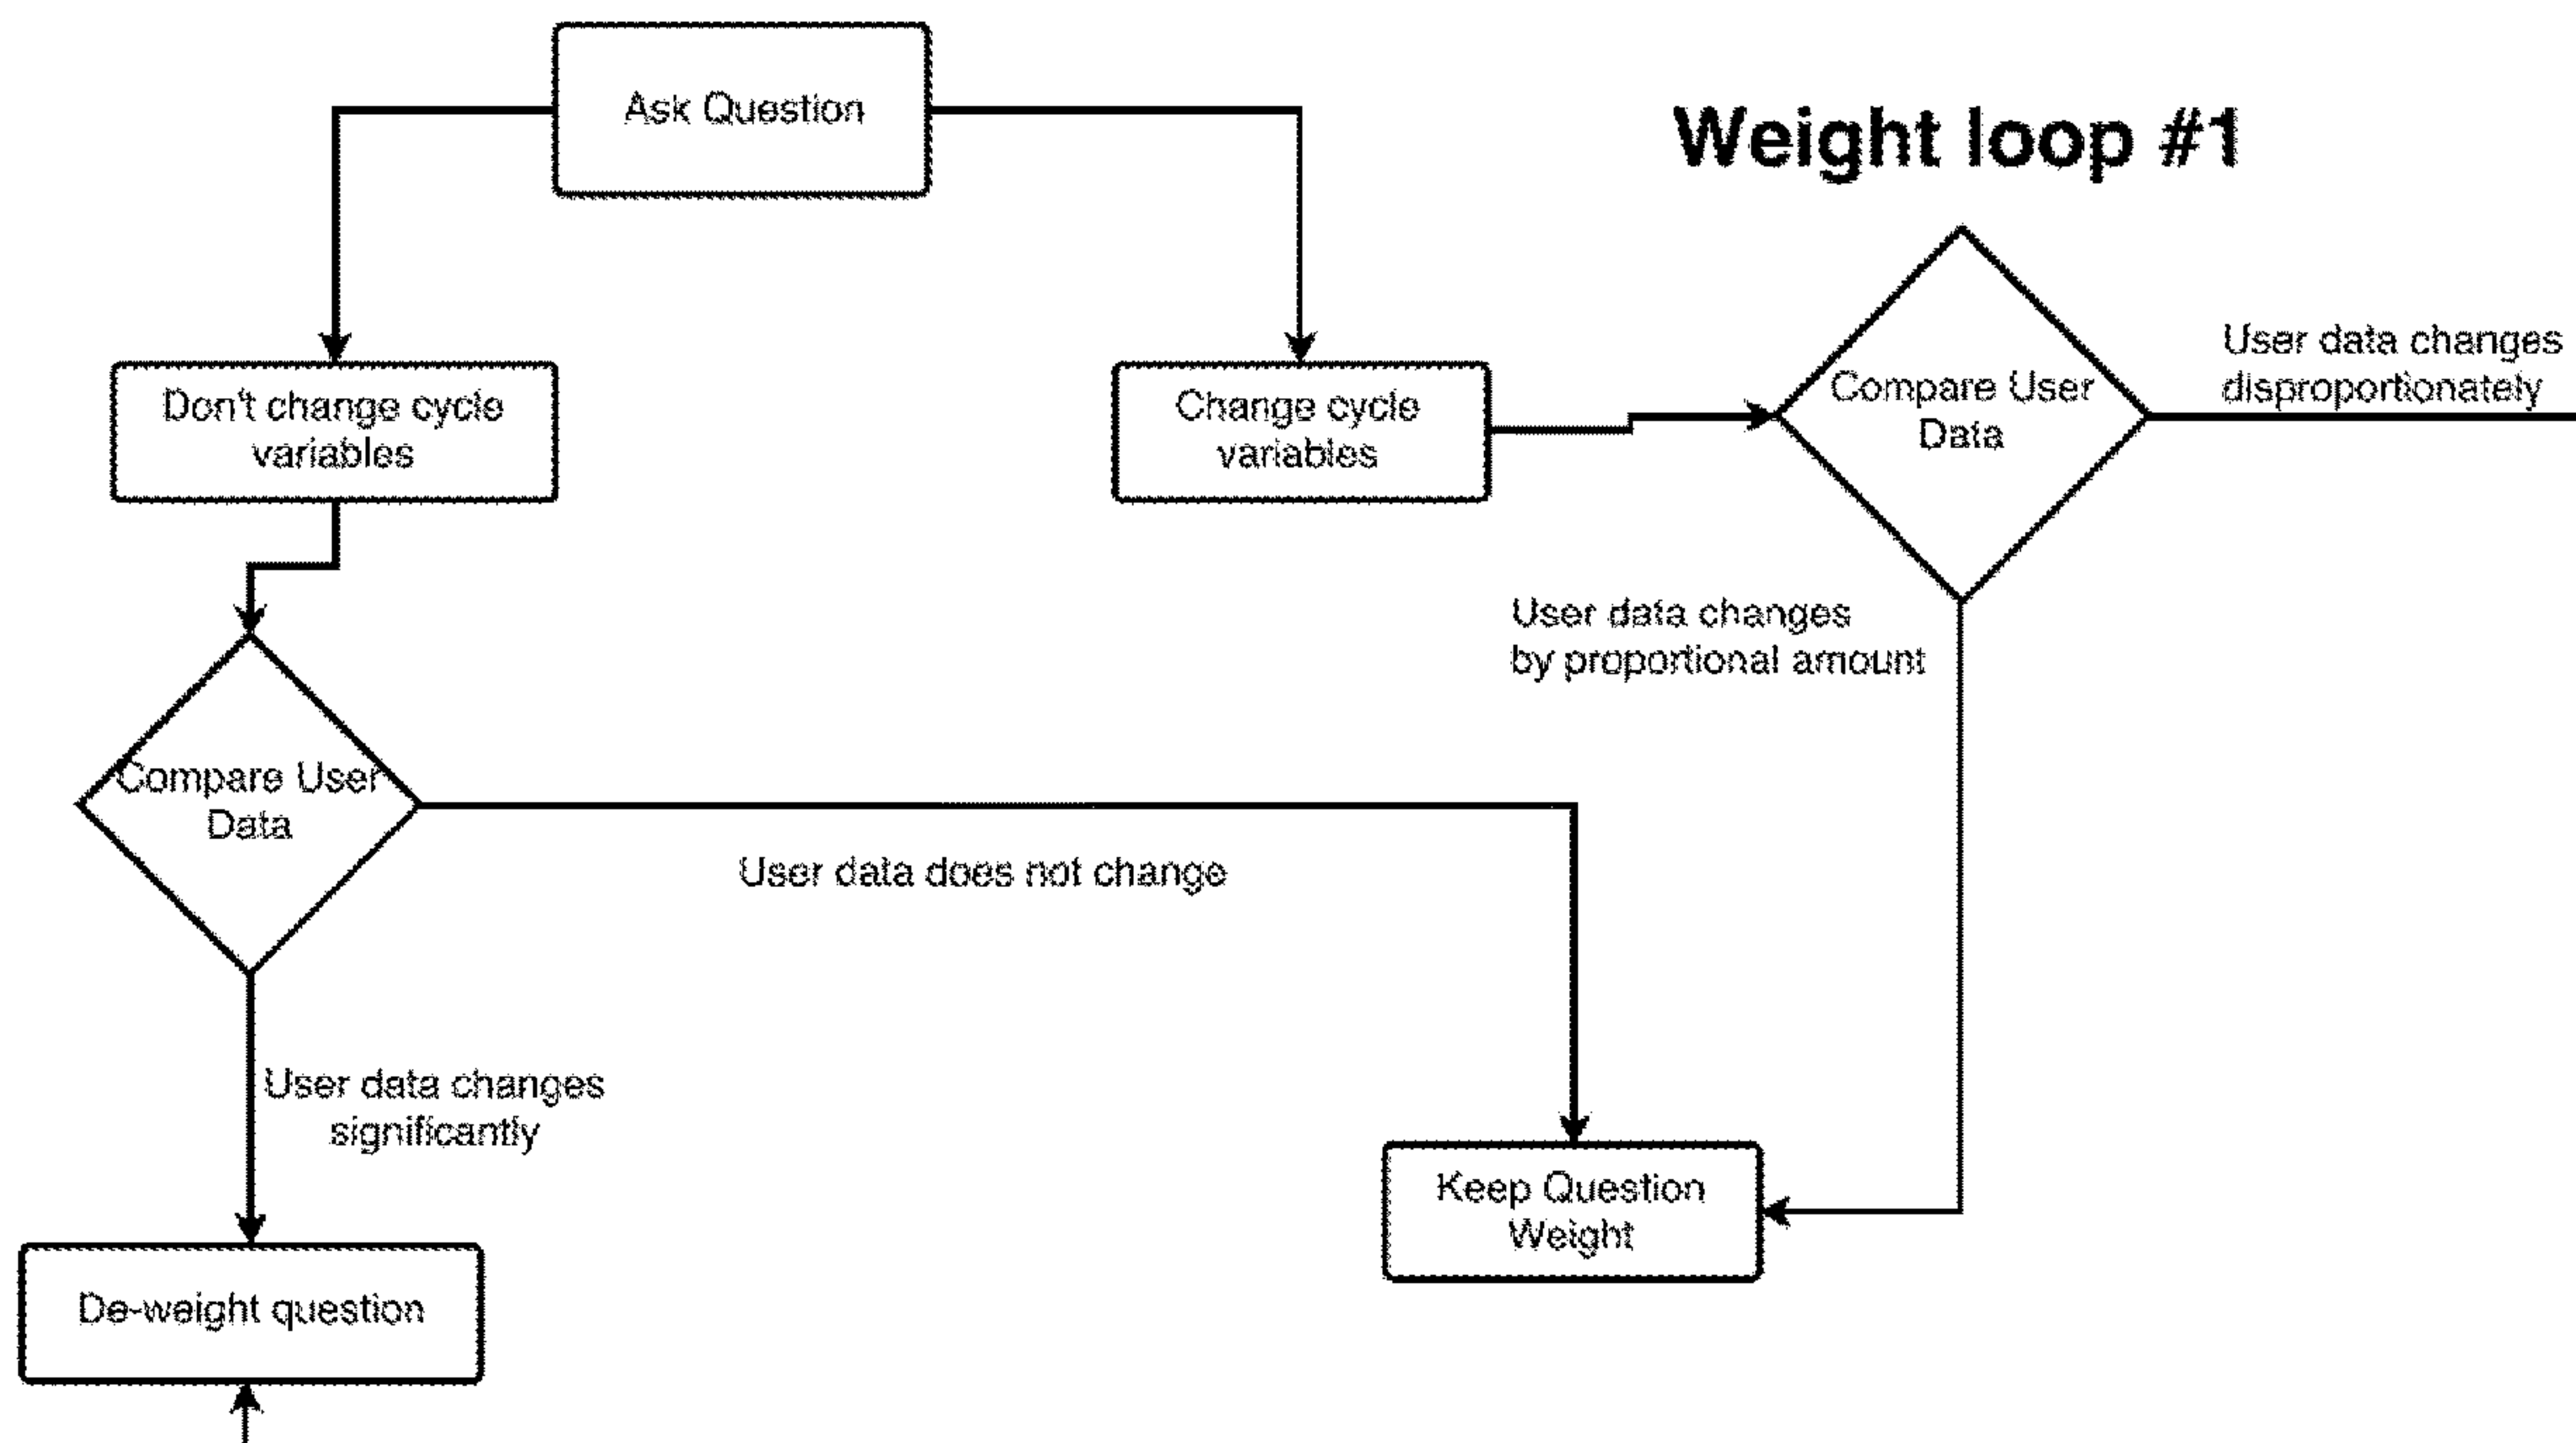 Ask Question
Weight loop #1
Don't change cycle
variables
Change cycle
variables
Compare User
Data
User data changes
disproportionately
User data changes
by proportional amount
Compare User
Data
User data does not change
User data changes
significantly
Keep Question
Weight
De-weight question